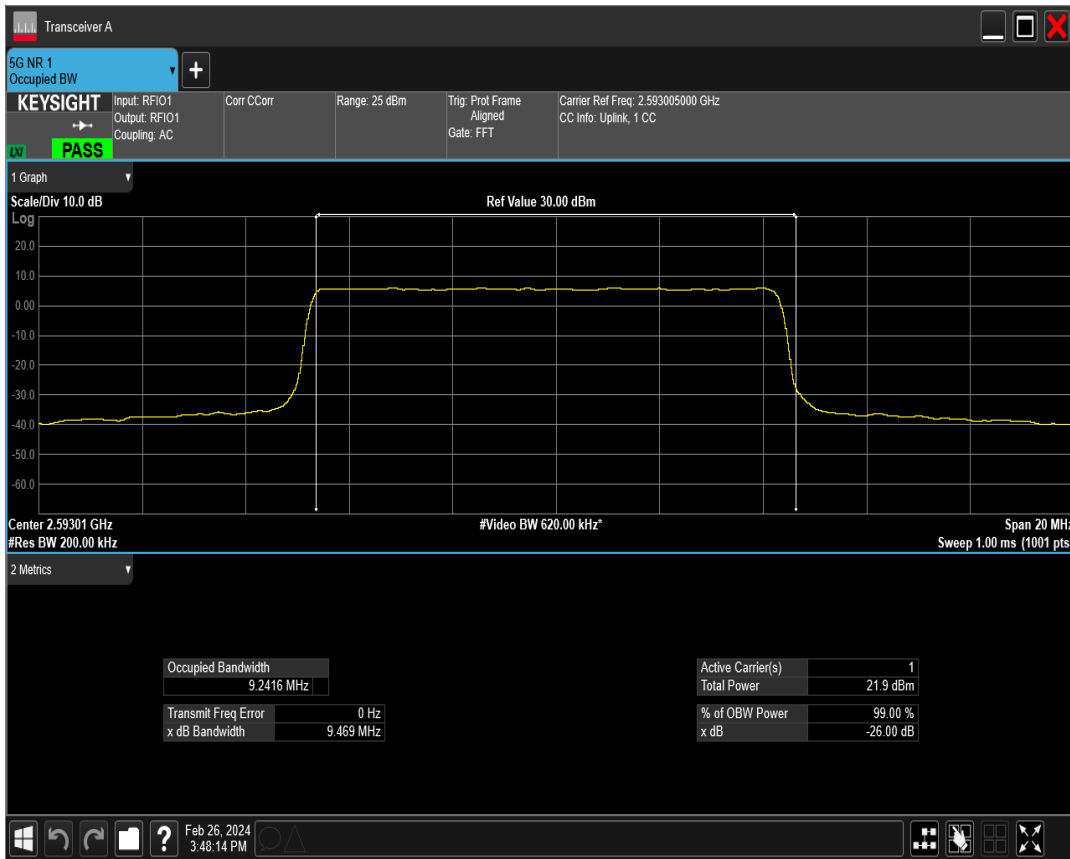 Transceiver A
5G NR 1
Occupied BW
KEYSIGHT
LXI
PASS
Input: RFIO1
Output: RFIO1
Coupling: AC
Corr CCorr
Range: 25 dBm
Trig: Prot Frame
Aligned
Gate: FFT
Carrier Ref Freq: 2.593005000 GHz
CC Info: Uplink, 1 CC
1 Graph
Scale/Div 10.0 dB
Ref Value 30.00 dBm
Log
20.0
10.0
0.00
-10.0
-20.0
-30.0
-40.0
-50.0
-60.0
Center 2.59301 GHz
#Video BW 620.00 kHz*
Span 20 MHz
#Res BW 200.00 kHz
Sweep 1.00 ms (1001 pts
2 Metrics
Occupied Bandwidth
9.2416 MHz
Transmit Freq Error 0 Hz
x dB Bandwidth 9.469 MHz
Active Carrier(s) 1
Total Power 21.9 dBm
% of OBW Power 99.00 %
x dB -26.00 dB
?
Feb 26, 2024
3:48:14 PM